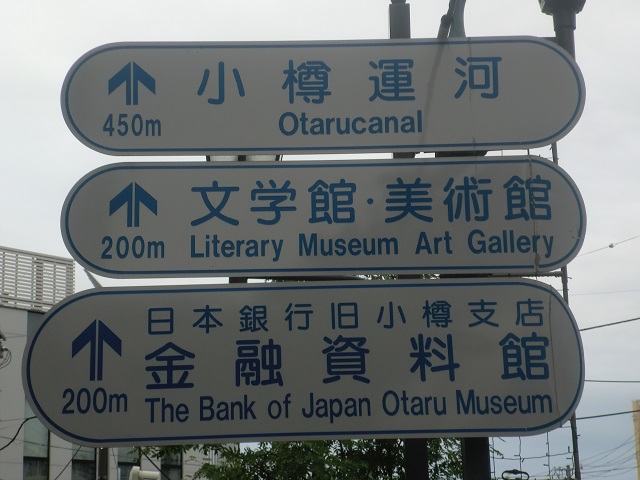 小樽運河
450m Otarucanal
文学館・美術館
200m Literary Museum Art Gallery
日本銀行旧小樽支店
金融資料館
200m The Bank of Japan Otaru Museum